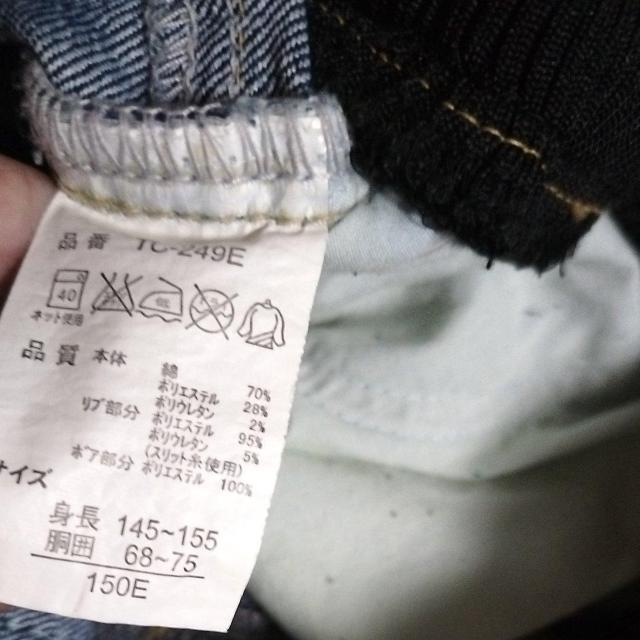 品番 TC-249E
40
ネット使用
品質 本体 綿 70%
ポリエステル 28%
ポリウレタン 2%
リブ部分 ポリエステル 95%
ポリウレタン 5%
(スリット糸使用)
ボア部分 ポリエステル 100%
サイズ
身長 145~155
胴囲 68~75
150E